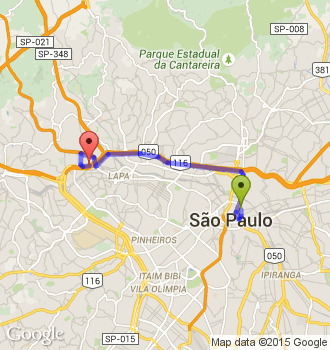 SP-021
SP-348
SP-008
Parque Estadual
da Cantareira
381
050
116
LAPA
São Paulo
PINHEIROS
050
ITAIM BIBI
IPIRANGA
116
VILA OLÍMPIA
SP-015
Google
Map data ©2015 Google